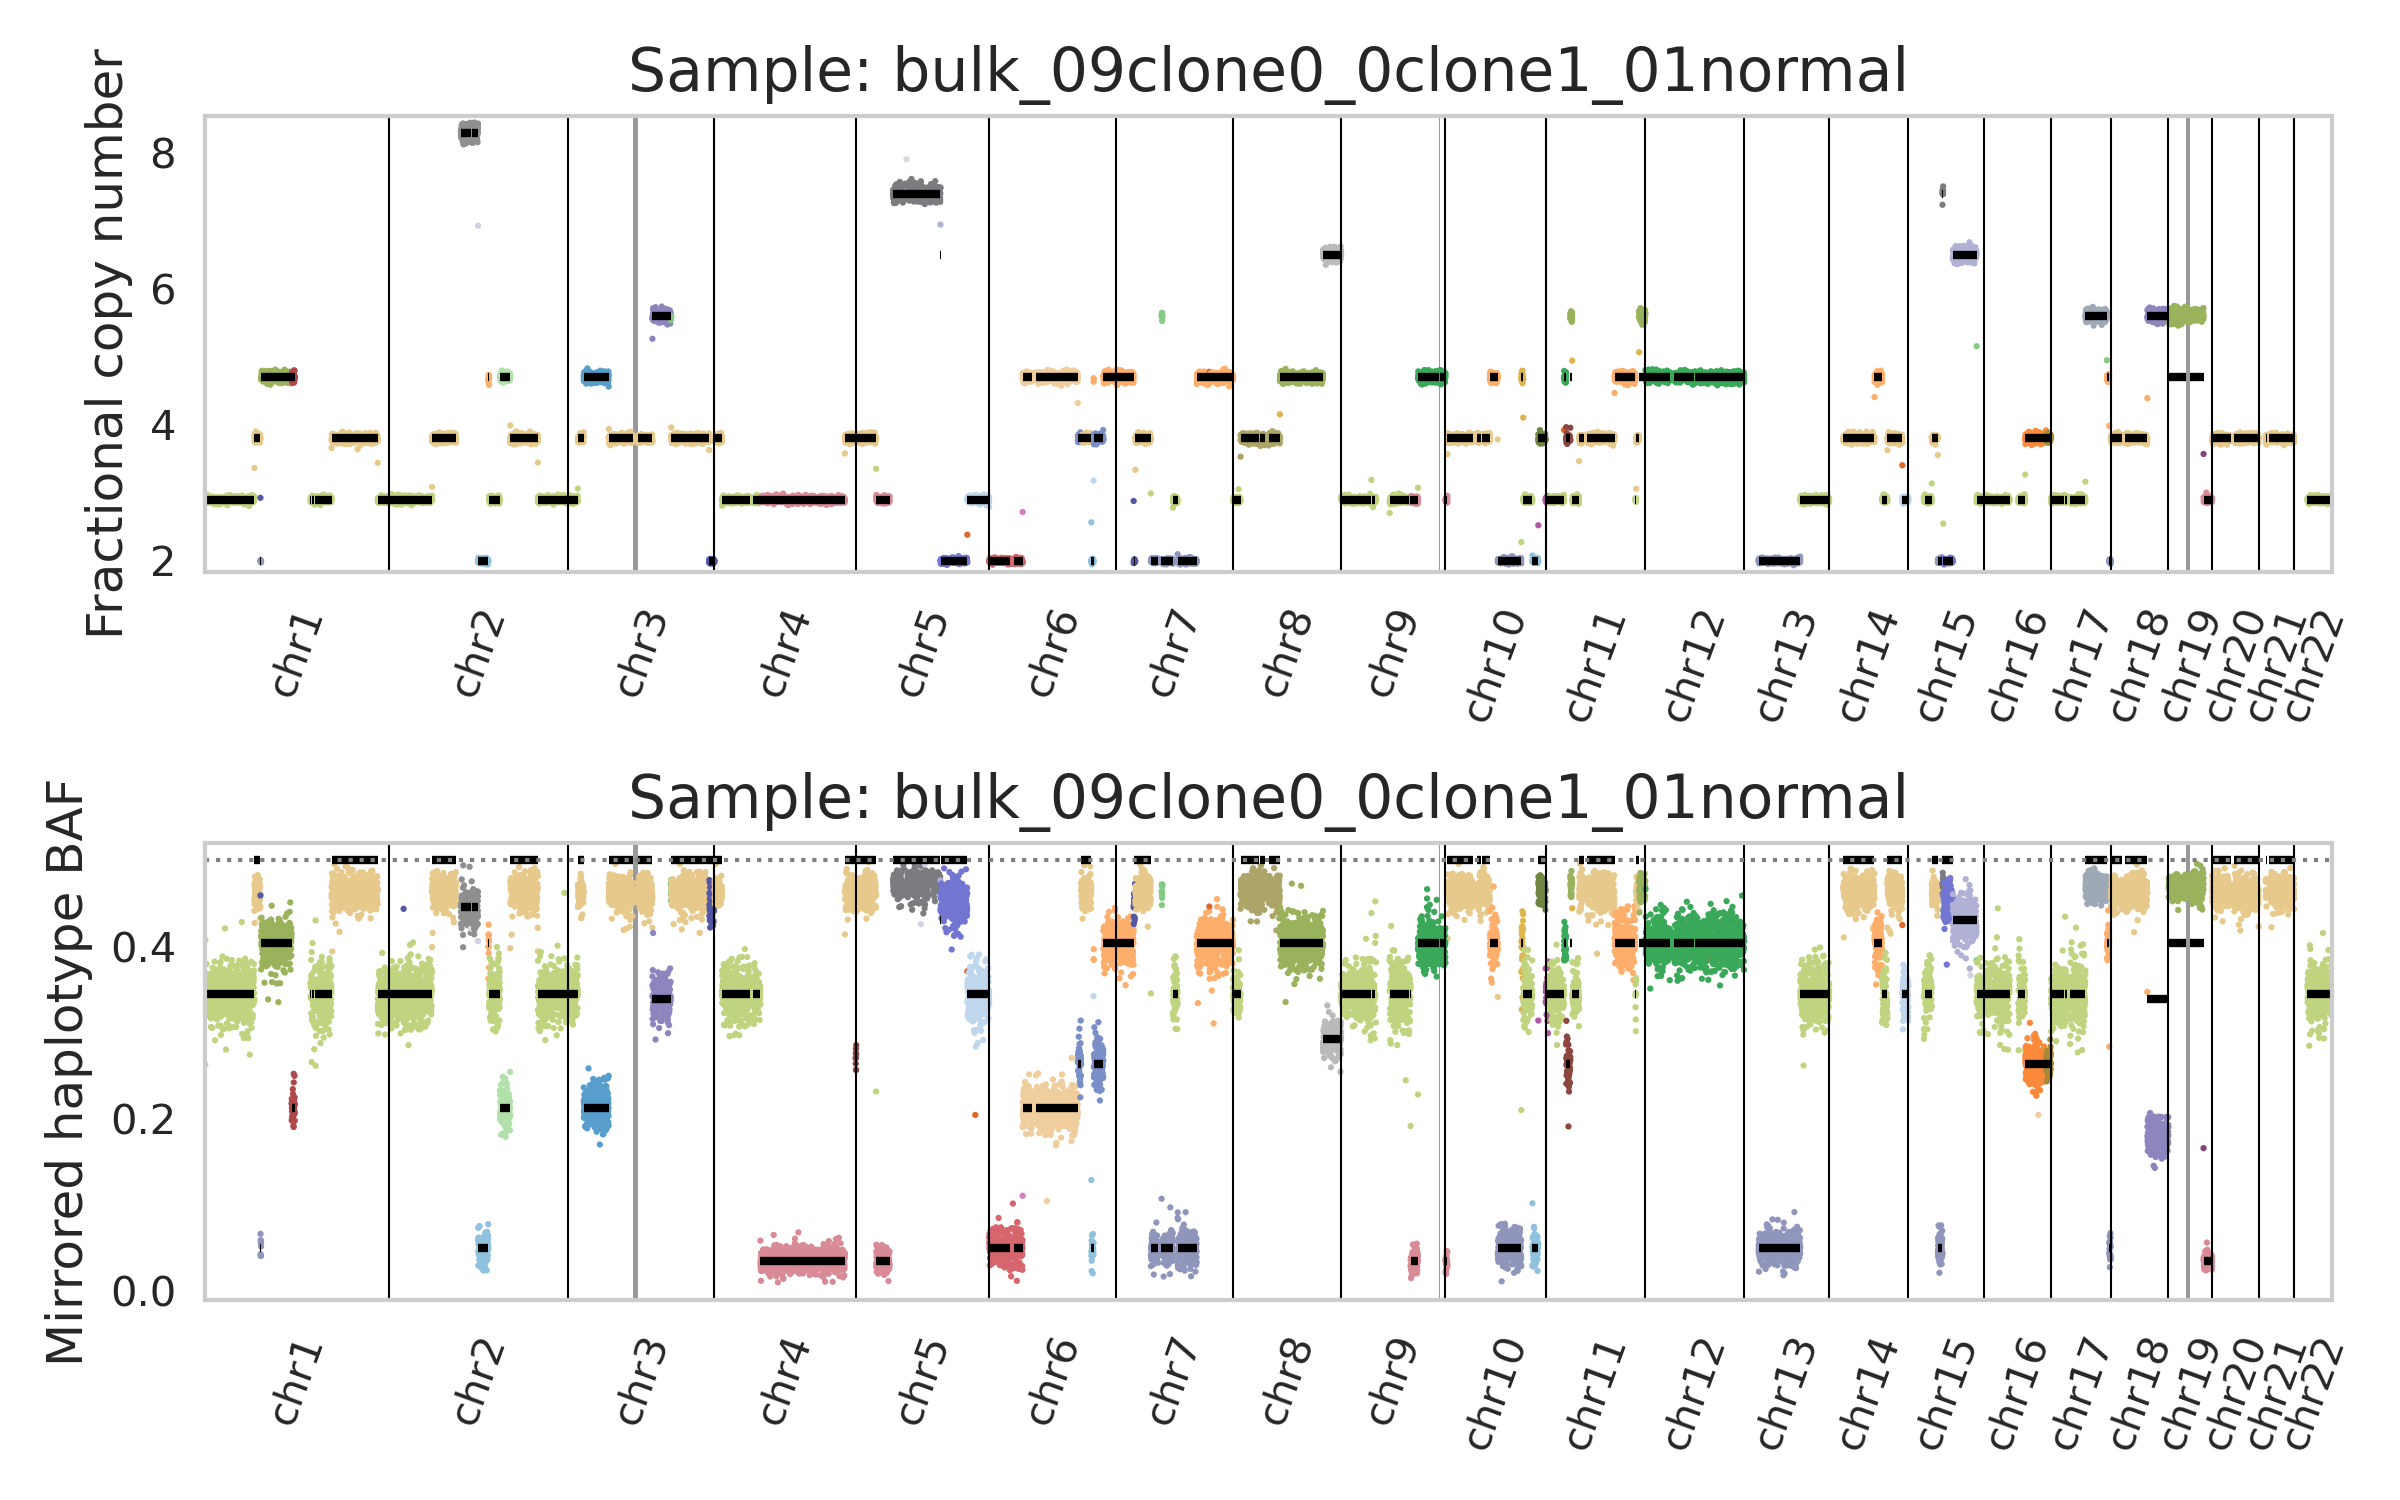 Sample: bulk_09clone0_0clone1_01normal
Fractional copy number
8
6
4
2
chr1 chr2 chr3 chr4 chr5 chr6 chr7 chr8 chr9 chr10 chr11 chr12 chr13 chr14 chr15 chr16 chr17 chr18 chr19 chr20 chr21 chr22
Sample: bulk_09clone0_0clone1_01normal
Mirrored haplotype BAF
0.4
0.2
0.0
chr1 chr2 chr3 chr4 chr5 chr6 chr7 chr8 chr9 chr10 chr11 chr12 chr13 chr14 chr15 chr16 chr17 chr18 chr19 chr20 chr21 chr22